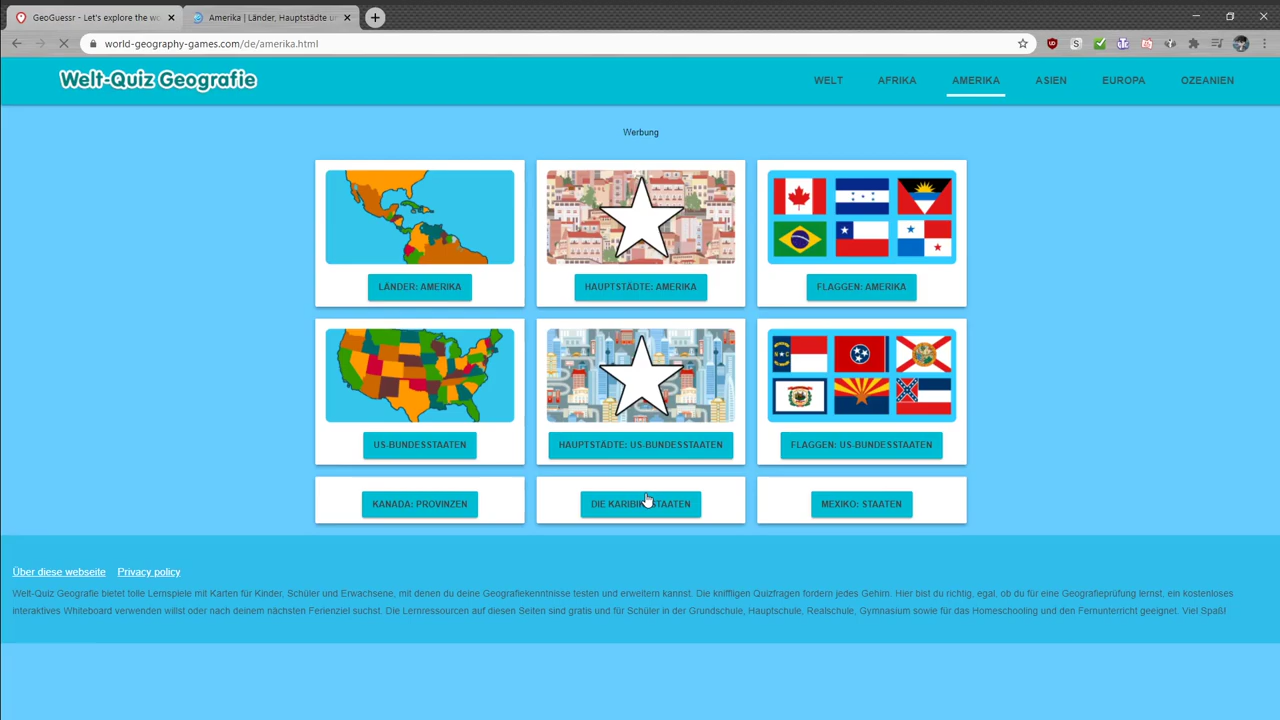 GeoGuessr - Let's explore the wo
Amerika | Länder, Hauptstädte un
world-geography-games.com/de/amerika.html
Welt-Quiz Geografie
WELT
AFRIKA
AMERIKA
ASIEN
EUROPA
OZEANIEN
Werbung
LÄNDER: AMERIKA
HAUPTSTÄDTE: AMERIKA
FLAGGEN: AMERIKA
US-BUNDESSTAATEN
HAUPTSTÄDTE: US-BUNDESSTAATEN
FLAGGEN: US-BUNDESSTAATEN
KANADA: PROVINZEN
DIE KARIBIK: STAATEN
MEXIKO: STAATEN
Über diese webseite Privacy policy
Welt-Quiz Geografie bietet tolle Lernspiele mit Karten für Kinder, Schüler und Erwachsene, mit denen du deine Geografiekenntnisse testen und erweitern kannst. Die kniffligen Quizfragen fordern jedes Gehirn. Hier bist du richtig, egal, ob du für eine Geografieprüfung lernst, ein kostenloses
interaktives Whiteboard verwenden willst oder nach deinem nächsten Ferienziel suchst. Die Lernressourcen auf diesen Seiten sind gratis und für Schüler in der Grundschule, Hauptschule, Realschule, Gymnasium sowie für das Homeschooling und den Fernunterricht geeignet. Viel Spaß!